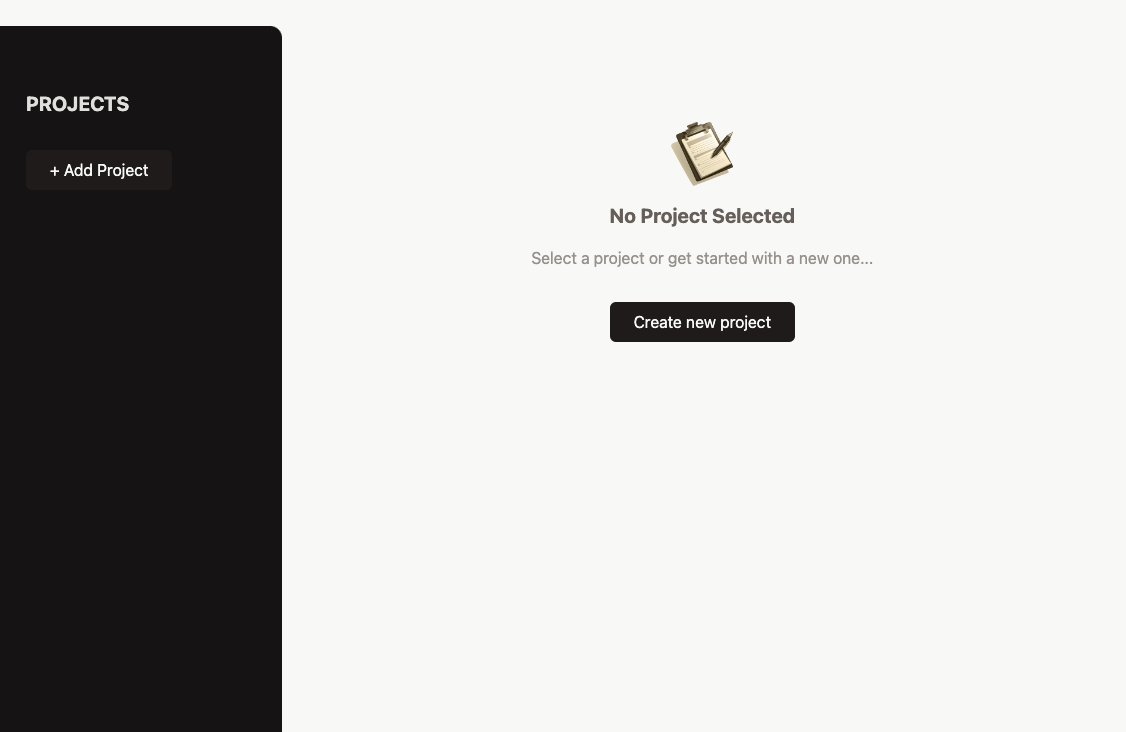 PROJECTS
+ Add Project
No Project Selected
Select a project or get started with a new one...
Create new project